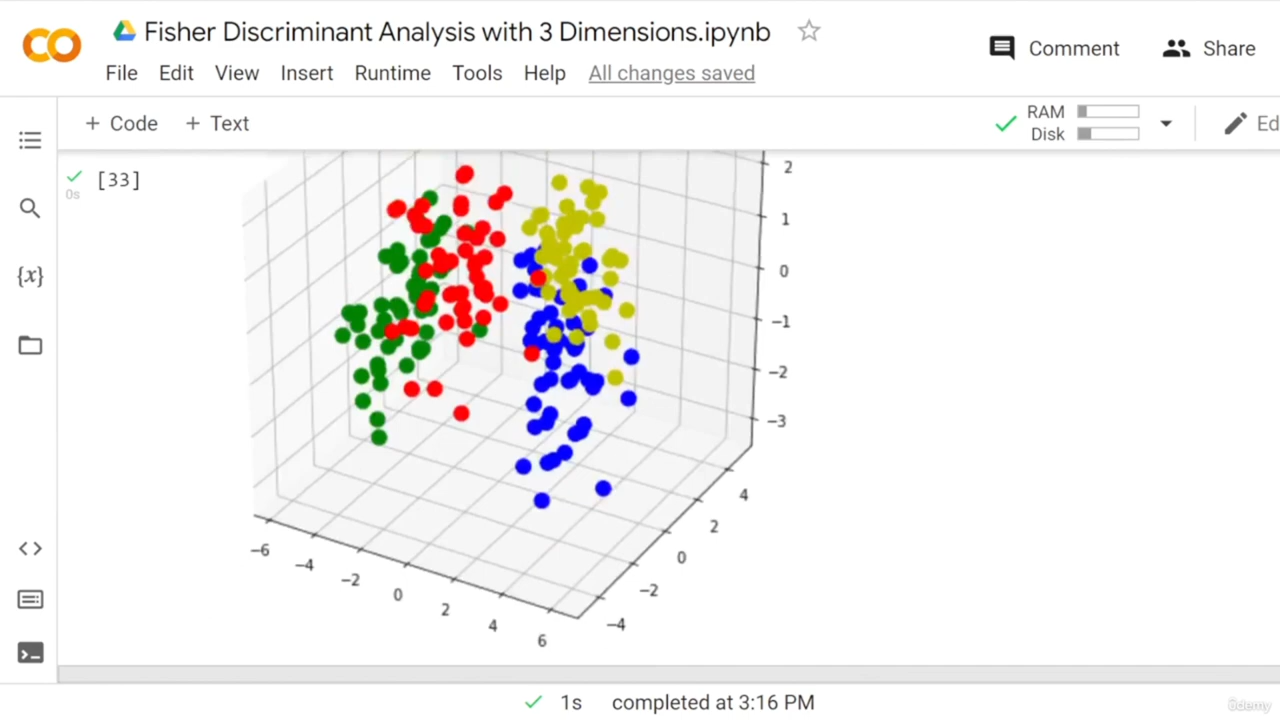 Fisher Discriminant Analysis with 3 Dimensions.ipynb
Comment
Share
File Edit View Insert Runtime Tools Help All changes saved
+ Code + Text
RAM
Disk
Ed
[33]
0s
{x}
2
1
0
−1
−2
−3
4
2
0
−2
−4
−6
−4
−2
0
2
4
6
1s completed at 3:16 PM
ûdemy